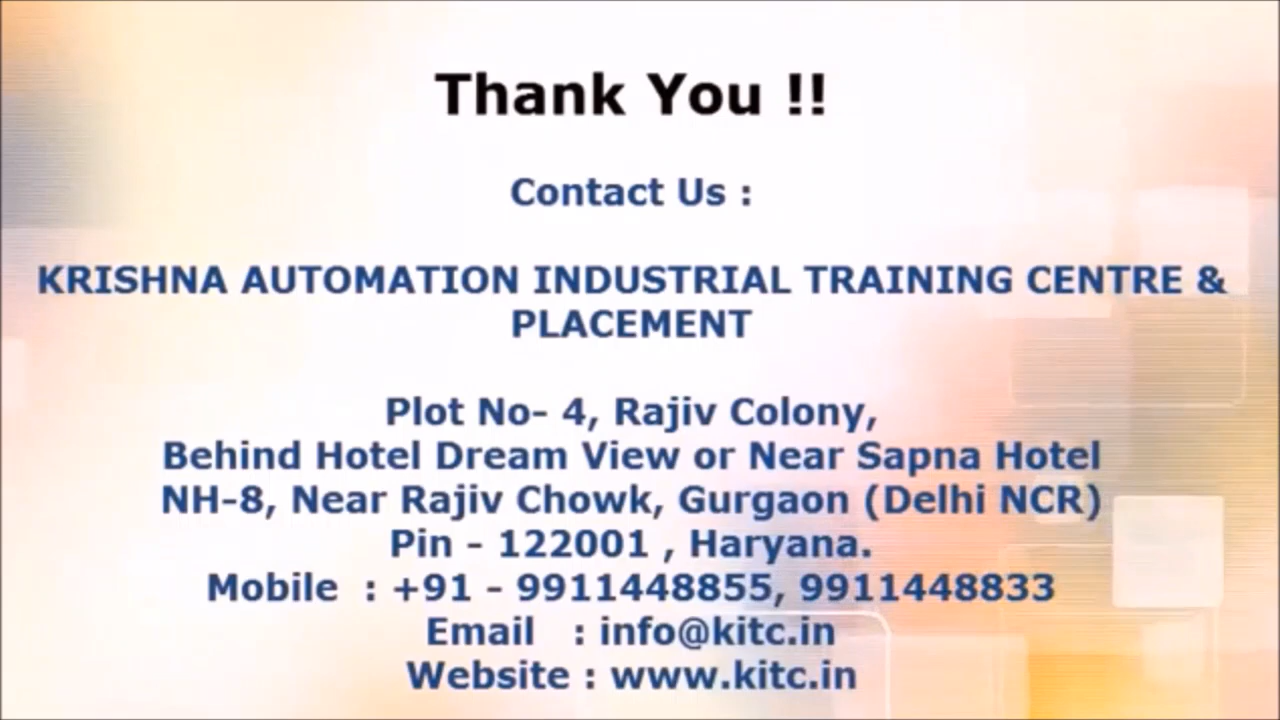 Thank You !!
Contact Us :
KRISHNA AUTOMATION INDUSTRIAL TRAINING CENTRE &
PLACEMENT
Plot No- 4, Rajiv Colony,
Behind Hotel Dream View or Near Sapna Hotel
NH-8, Near Rajiv Chowk, Gurgaon (Delhi NCR)
Pin - 122001 , Haryana.
Mobile : +91 - 9911448855, 9911448833
Email : info@kitc.in
Website : www.kitc.in